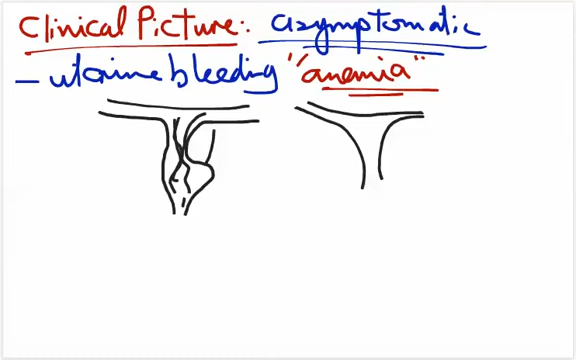 Clinical Picture: asymptomatic
– uterine bleeding "anemia"